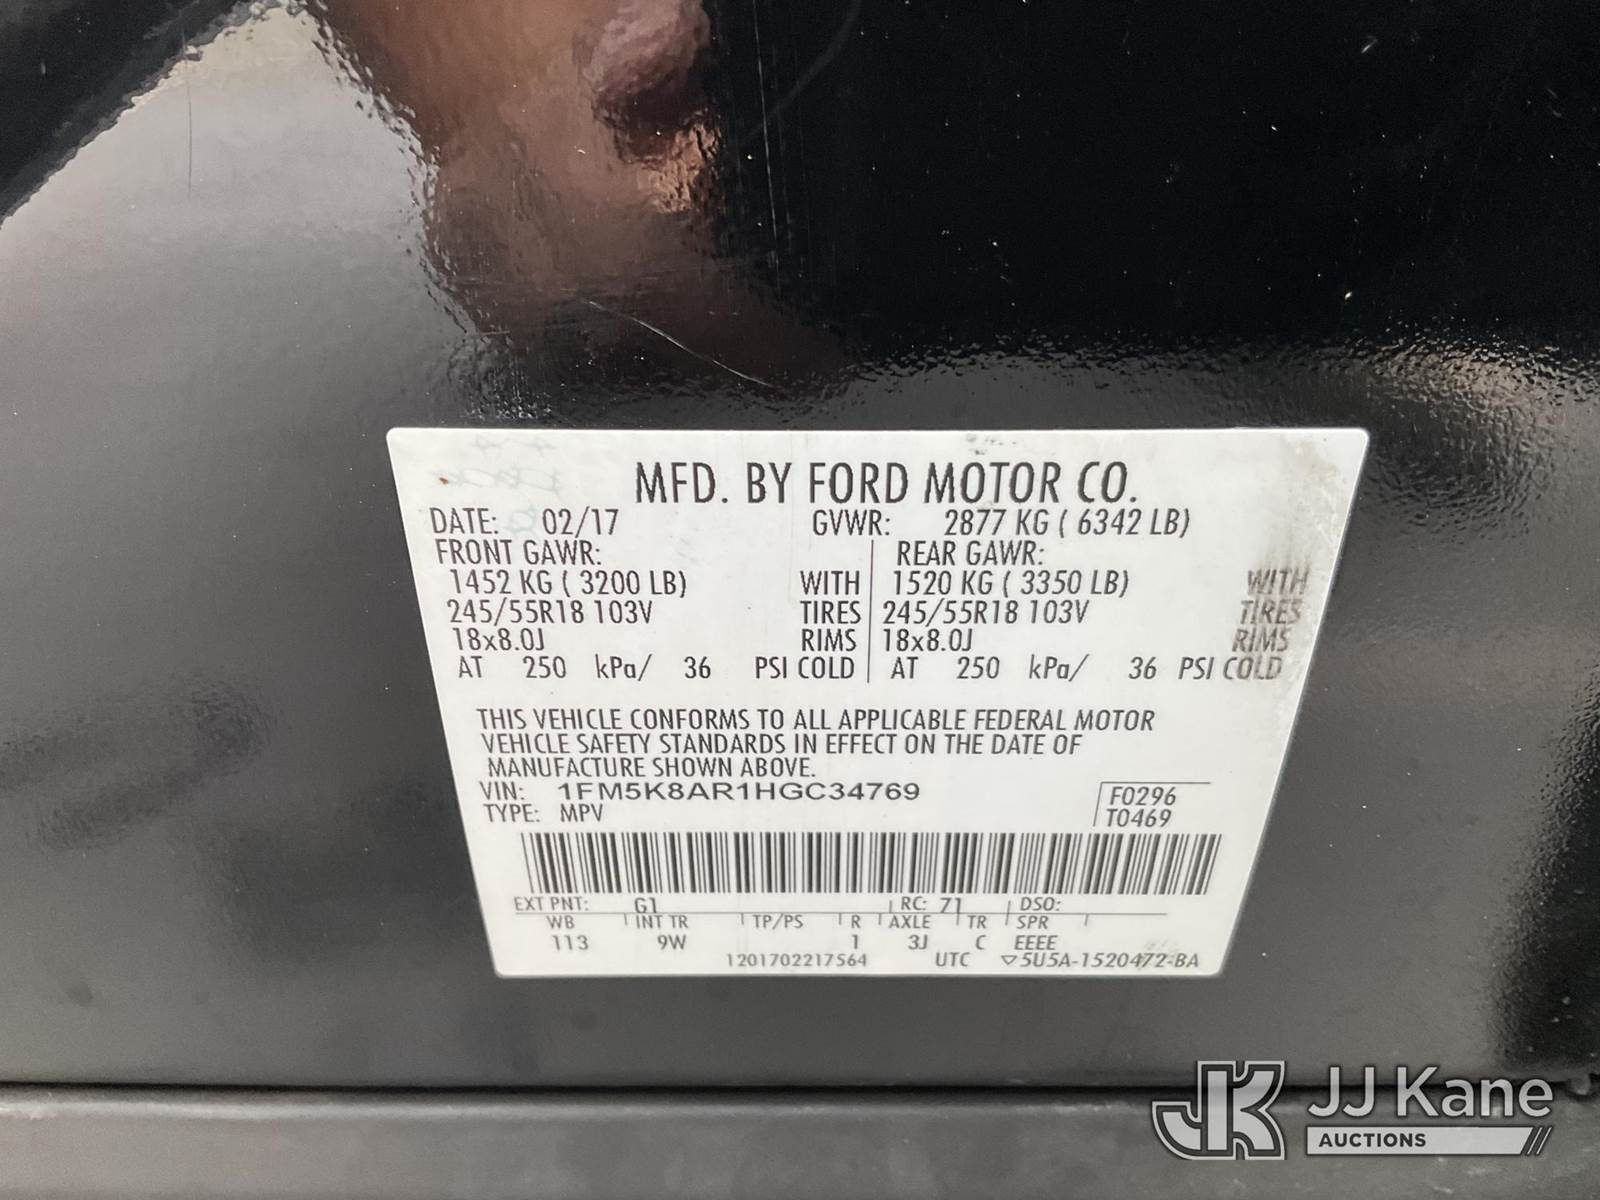 MFD. BY FORD MOTOR CO.
DATE: 02/17 GVWR: 2877 KG ( 6342 LB)
FRONT GAWR: REAR GAWR:
1452 KG ( 3200 LB) WITH 1520 KG ( 3350 LB) WITH
245/55R18 103V TIRES 245/55R18 103V TIRES
18x8.0J RIMS 18x8.0J RIMS
AT 250 kPa/ 36 PSI COLD AT 250 kPa/ 36 PSI COLD
THIS VEHICLE CONFORMS TO ALL APPLICABLE FEDERAL MOTOR
VEHICLE SAFETY STANDARDS IN EFFECT ON THE DATE OF
MANUFACTURE SHOWN ABOVE.
VIN: 1FM5K8AR1HGC34769 F0296
TYPE: MPV T0469
EXT PNT: G1 RC: 71 DSO:
WB INT TR TP/PS R AXLE TR SPR
113 9W 1 3J C EEEE
1201702217564 UTC ▽5U5A-1520472-BA
JK JJ Kane
AUCTIONS